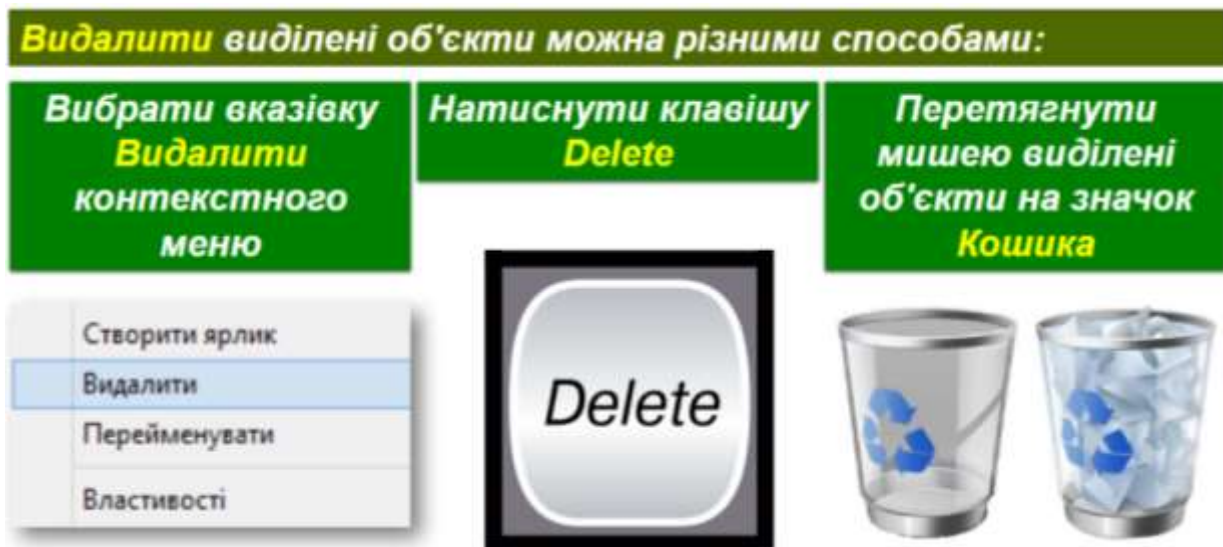 Видалити виділені об'єкти можна різними способами:
Вибрати вказівку
Видалити
контекстного
меню
Натиснути клавішу
Delete
Перетягнути
мишею виділені
об'єкти на значок
Кошика
Створити ярлик
Видалити
Перейменувати
Властивості
Delete